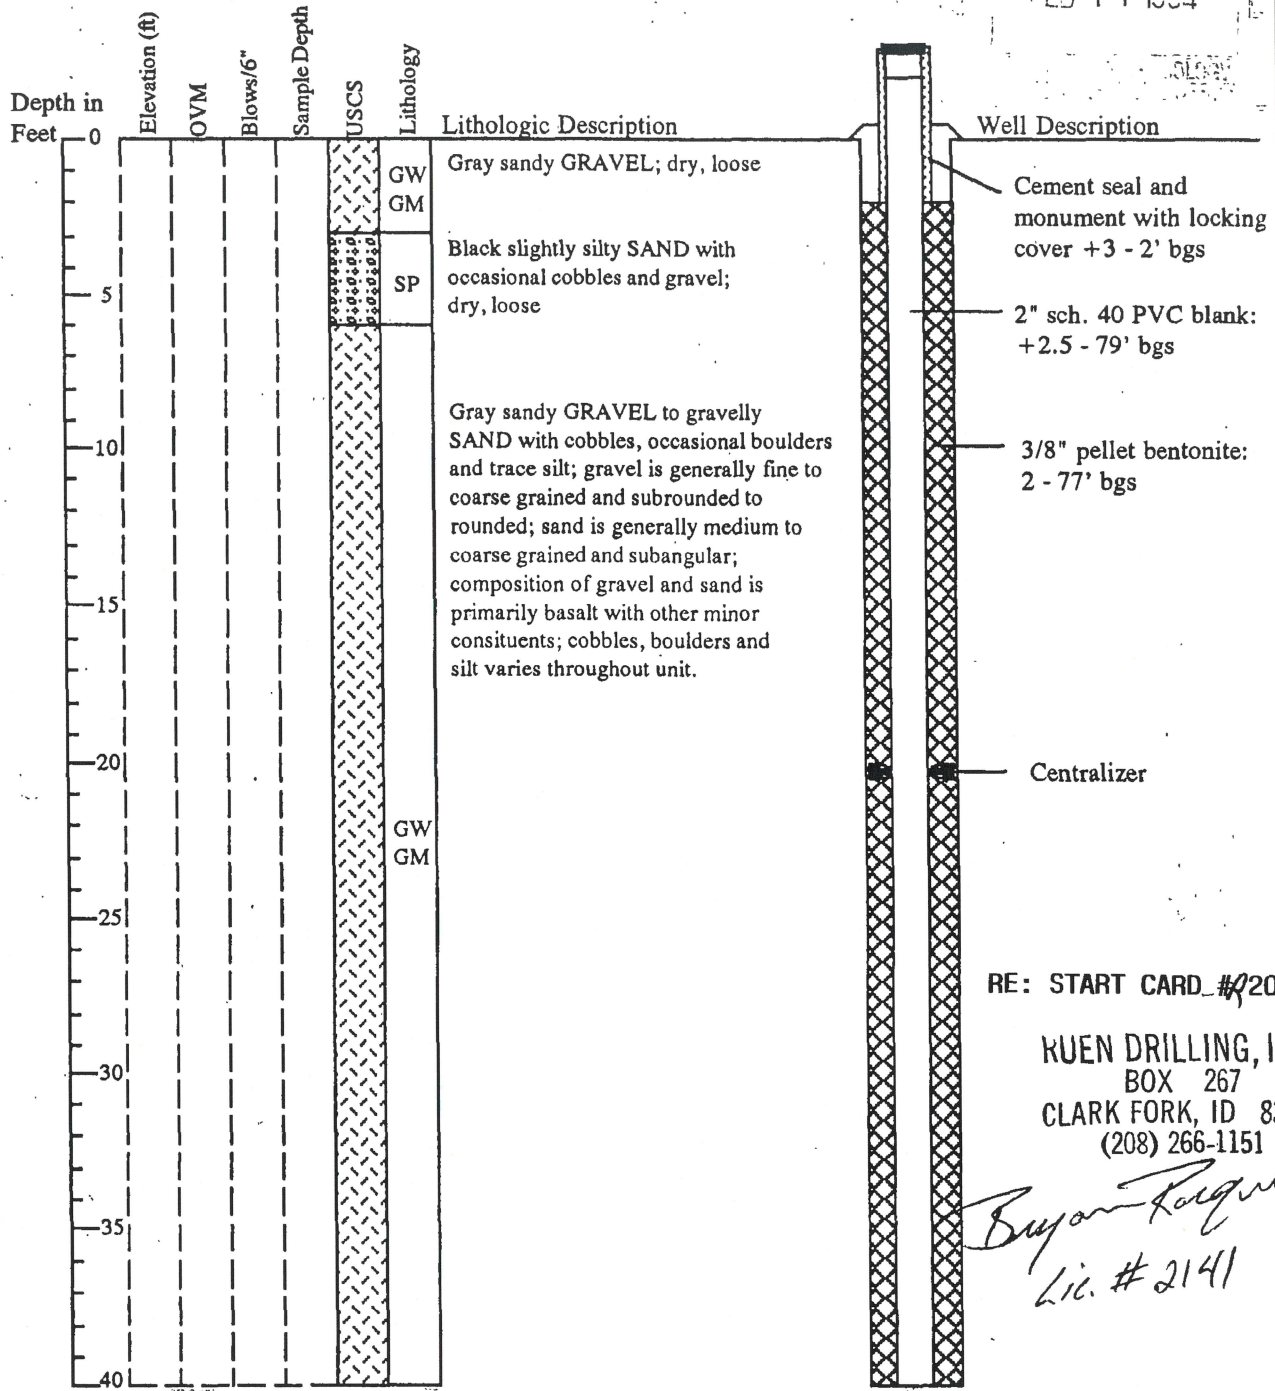 Depth in
Feet
Elevation (ft)
OVM
Blows/6"
Sample Depth
USCS
Lithology
Lithologic Description
Well Description
0
5
10
15
20
25
30
35
40
GW
GM
Gray sandy GRAVEL; dry, loose
SP
Black slightly silty SAND with
occasional cobbles and gravel;
dry, loose
GW
GM
Gray sandy GRAVEL to gravelly
SAND with cobbles, occasional boulders
and trace silt; gravel is generally fine to
coarse grained and subrounded to
rounded; sand is generally medium to
coarse grained and subangular;
composition of gravel and sand is
primarily basalt with other minor
consituents; cobbles, boulders and
silt varies throughout unit.
Cement seal and
monument with locking
cover +3 - 2' bgs
2" sch. 40 PVC blank:
+2.5 - 79' bgs
3/8" pellet bentonite:
2 - 77' bgs
Centralizer
RE: START CARD #R20
RUEN DRILLING, I
BOX 267
CLARK FORK, ID 8
(208) 266-1151
Lic. # 2141